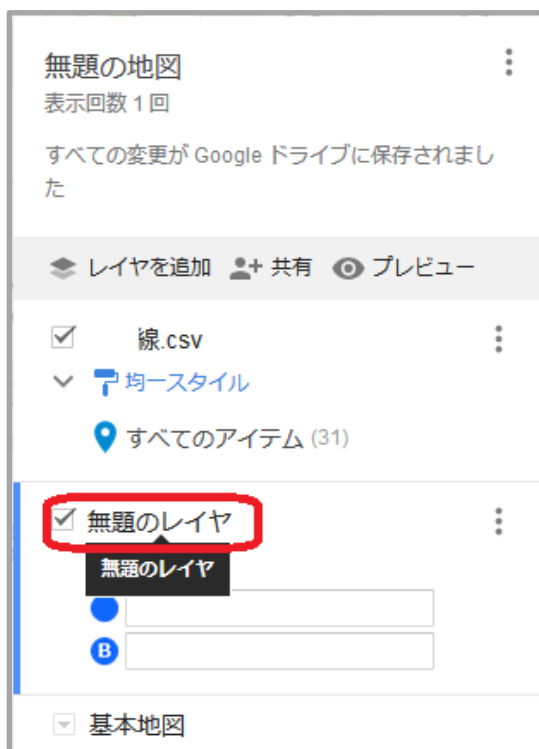 無題の地図
表示回数 1 回
すべての変更が Google ドライブに保存されまし
た
レイヤを追加 共有 プレビュー
線.csv
均一スタイル
すべてのアイテム (31)
無題のレイヤ
無題のレイヤ
B
基本地図